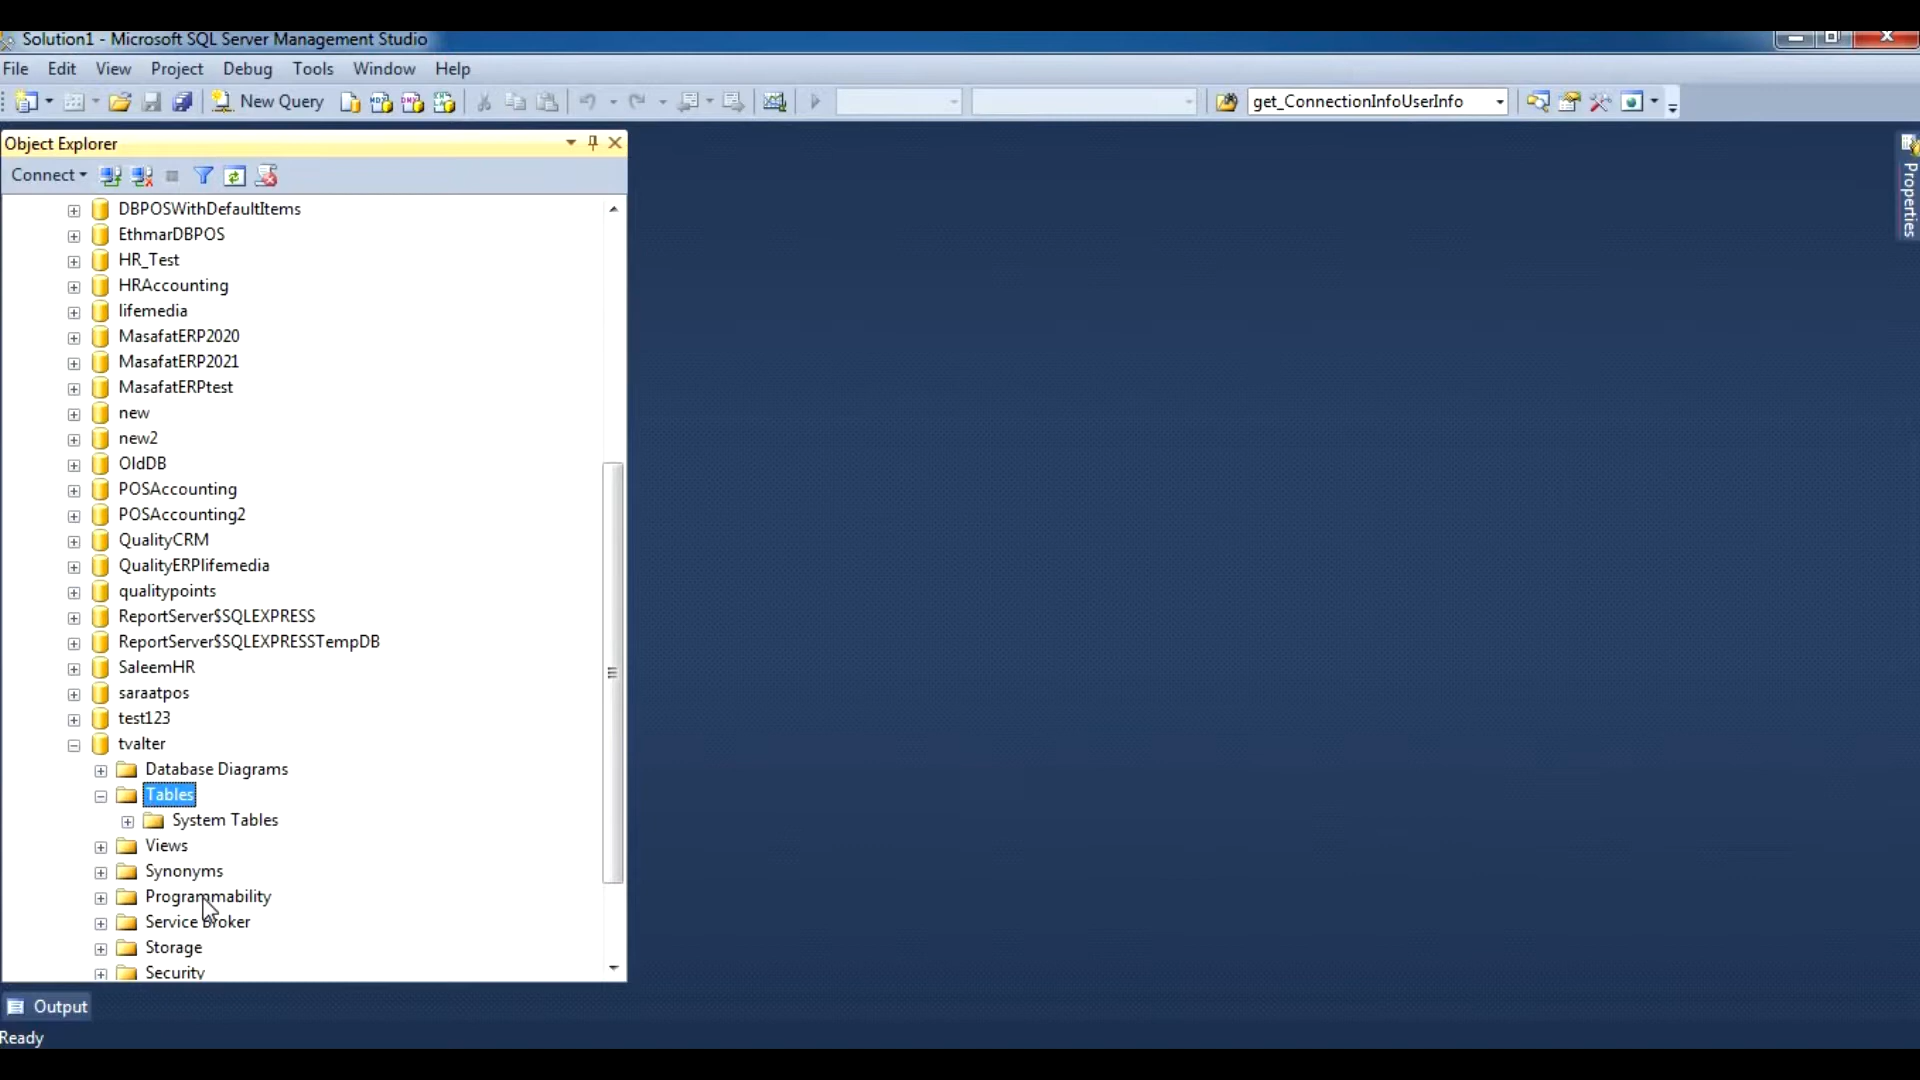 Solution1 - Microsoft SQL Server Management Studio
File Edit View Project Debug Tools Window Help
New Query get_ConnectionInfoUserInfo
Object Explorer
Connect
DBPOSWithDefaultItems
EthmarDBPOS
HR_Test
HRAccounting
lifemedia
MasafatERP2020
MasafatERP2021
MasafatERPtest
new
new2
OldDB
POSAccounting
POSAccounting2
QualityCRM
QualityERPlifemedia
qualitypoints
ReportServer$SQLEXPRESS
ReportServer$SQLEXPRESSTempDB
SaleemHR
saraatpos
test123
tvalter
Database Diagrams
Tables
System Tables
Views
Synonyms
Programmability
Service Broker
Storage
Security
Properties
Output
Ready